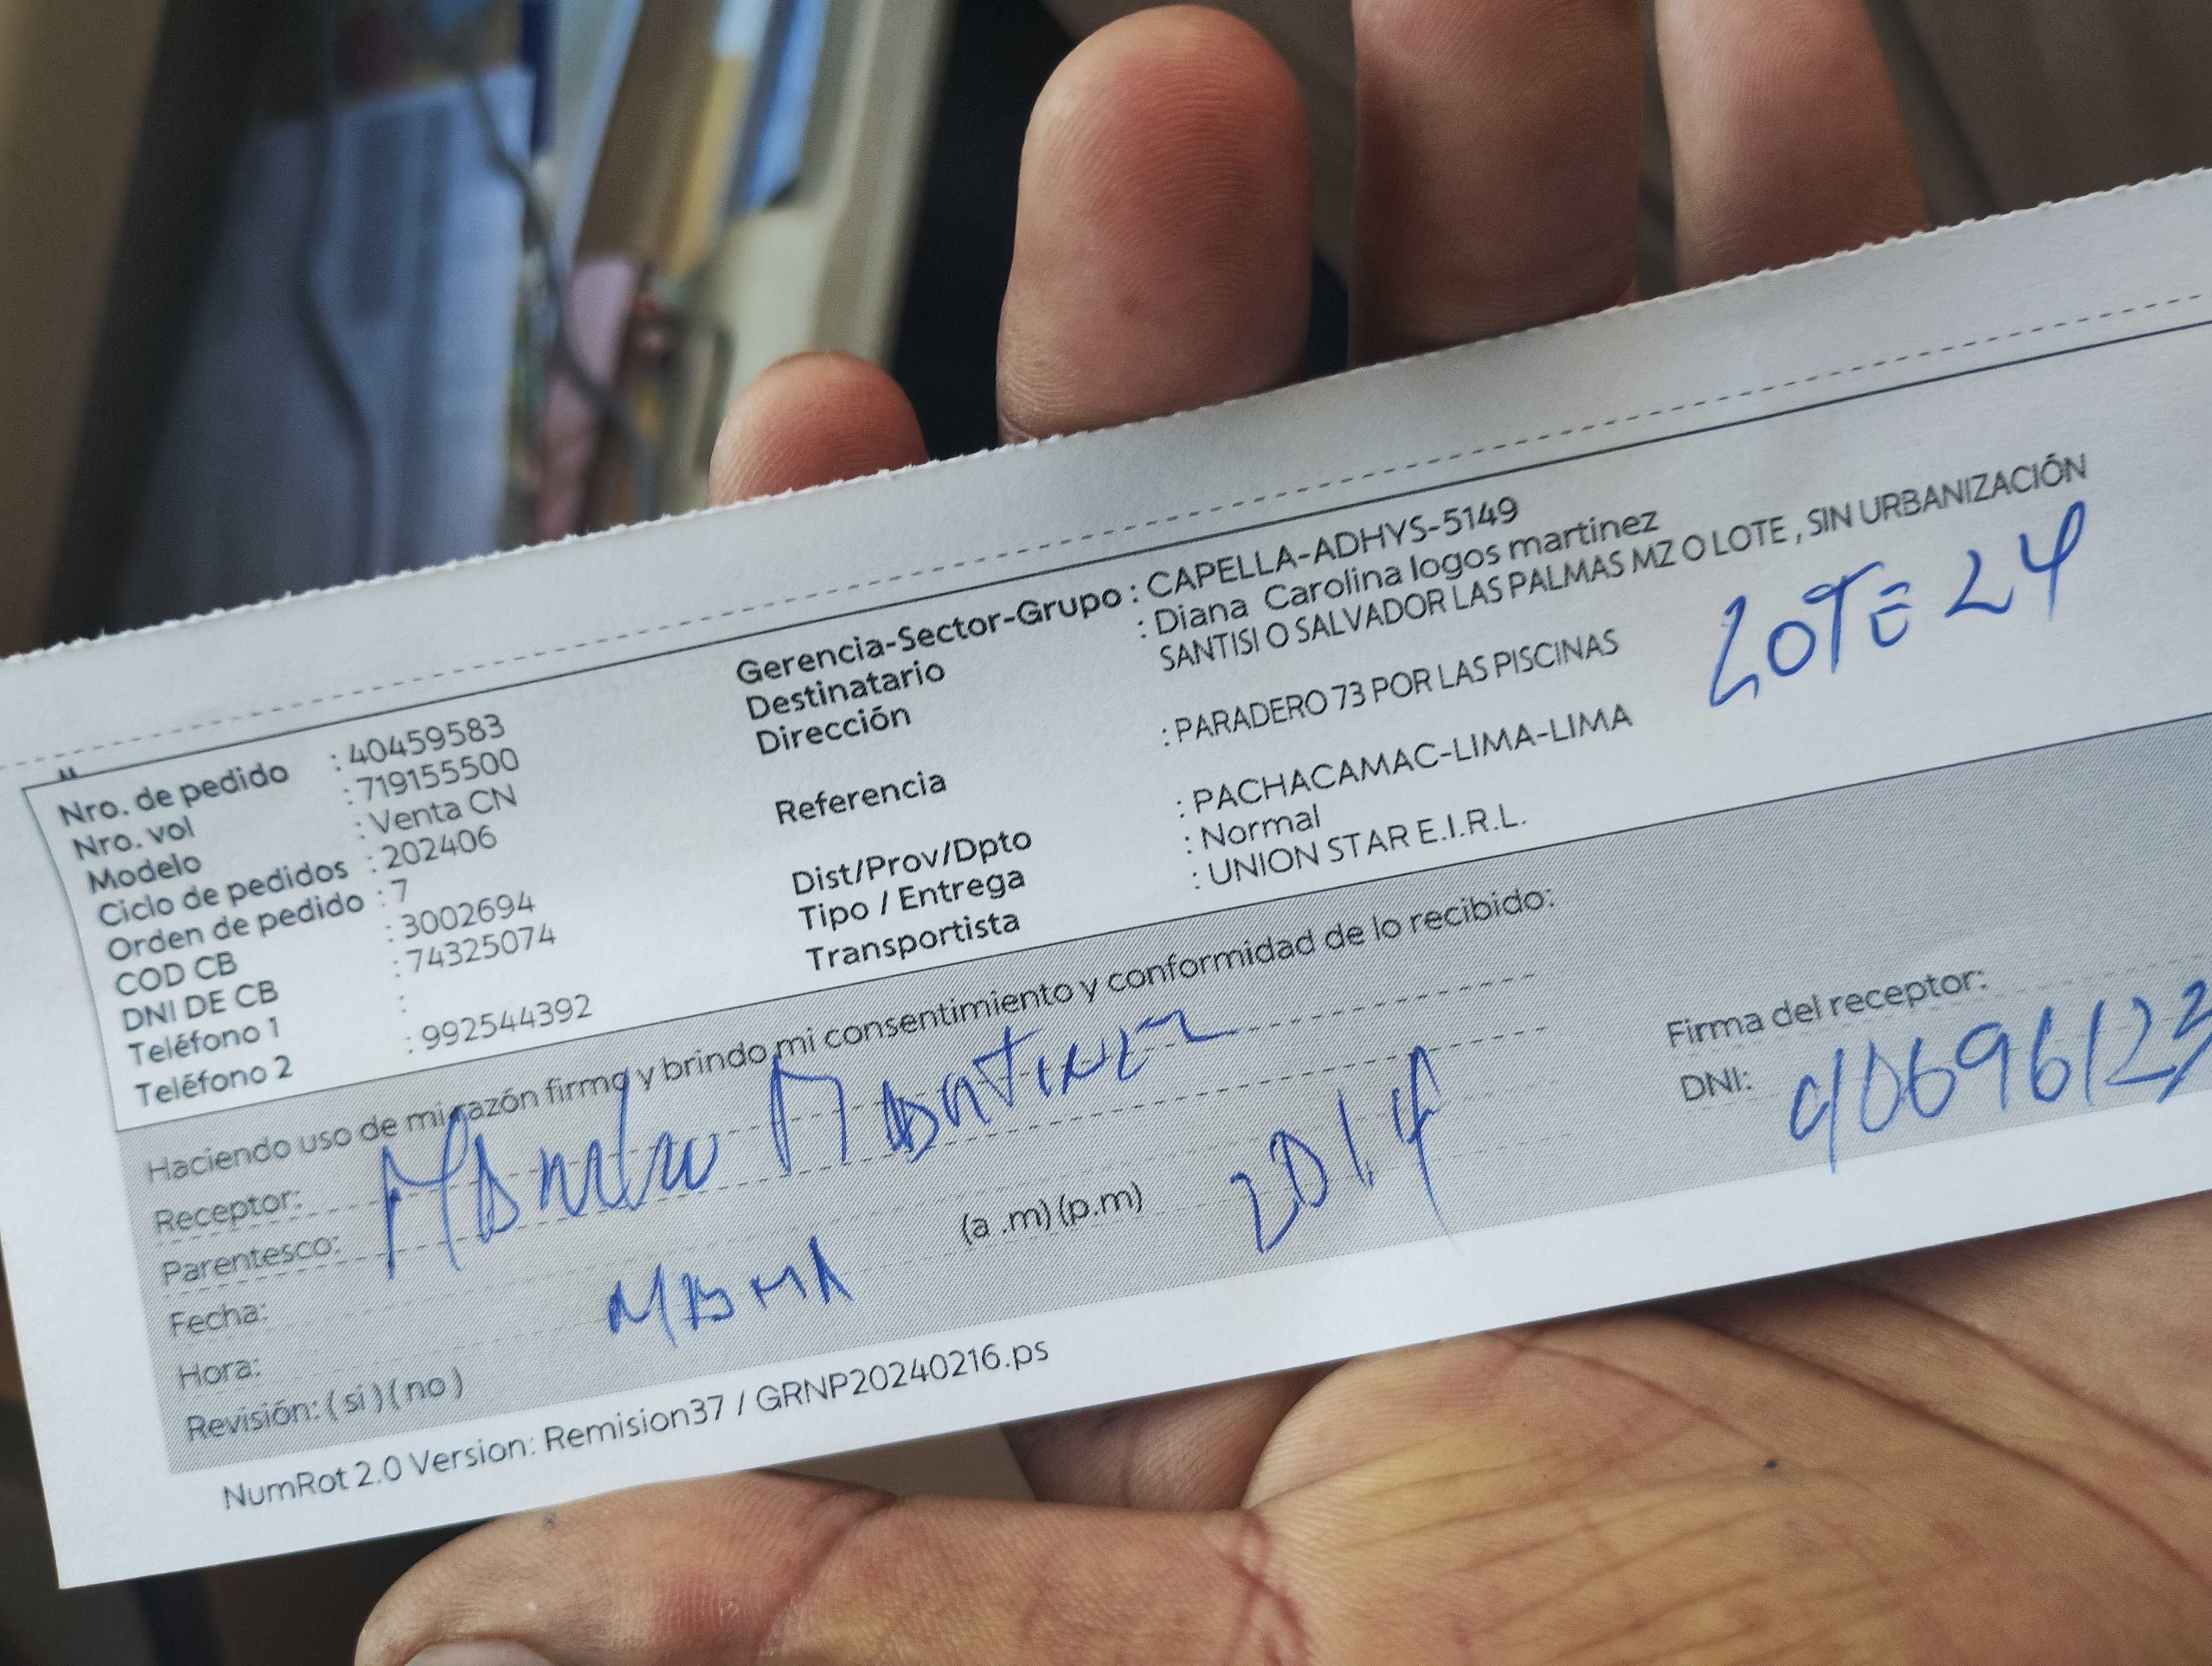 Nro. de pedido : 40459583
Nro. vol : 719155500
Modelo : Venta CN
Ciclo de pedidos : 202406
Orden de pedido : 7
COD CB : 3002694
DNI DE CB : 74325074
Teléfono 1 :
Teléfono 2 : 992544392
Gerencia-Sector-Grupo : CAPELLA-ADHYS-5149
Destinatario : Diana Carolina logos martinez
Dirección SANTISI O SALVADOR LAS PALMAS MZ O LOTE , SIN URBANIZACIÓN
LOTE 24
Referencia : PARADERO 73 POR LAS PISCINAS
Dist/Prov/Dpto : PACHACAMAC-LIMA-LIMA
Tipo / Entrega : Normal
Transportista : UNION STAR E.I.R.L.
Haciendo uso de mi razón firmo y brindo mi consentimiento y conformidad de lo recibido:
Receptor: Martinez
Parentesco:
Fecha:
Hora: MAMA (a .m) (p.m)
Revisión: ( si ) ( no )
Firma del receptor:
DNI: 40696123
NumRot 2.0 Version: Remision37 / GRNP20240216.ps